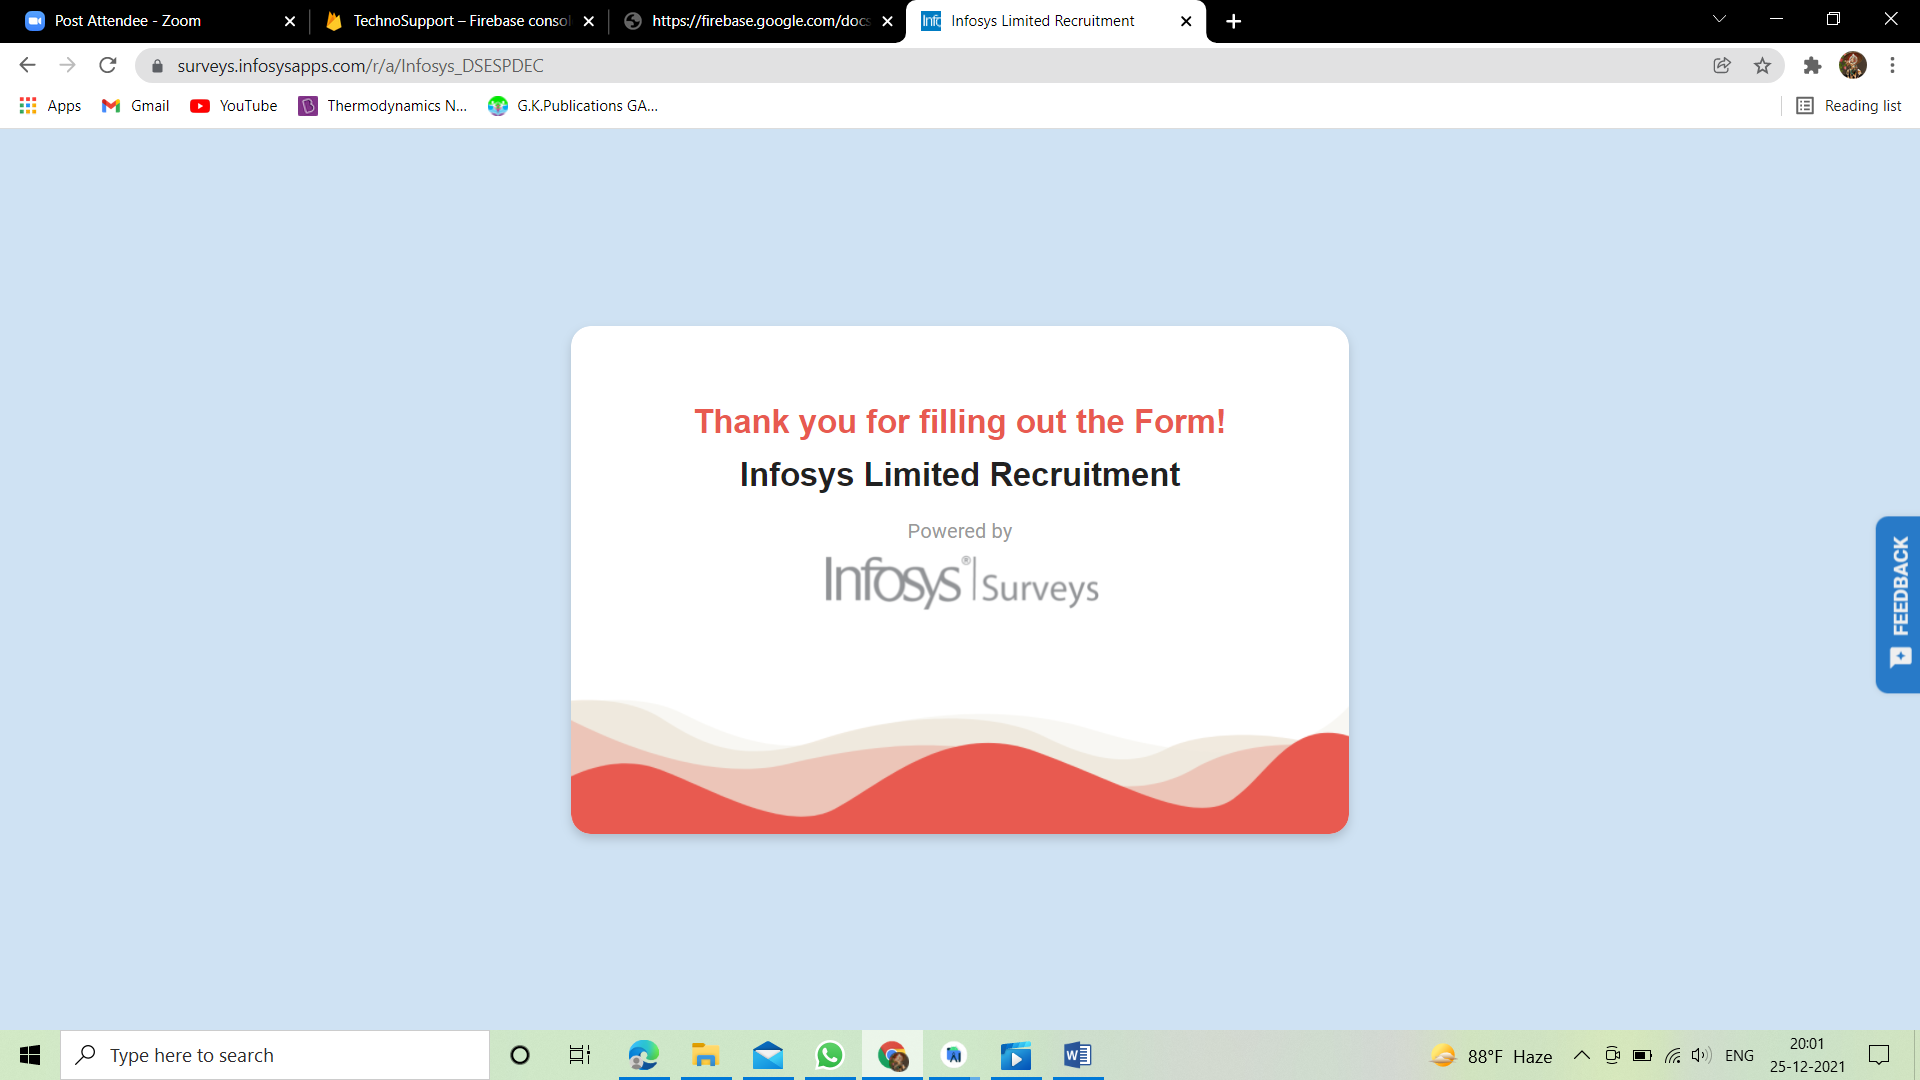 Post Attendee - Zoom
TechnoSupport – Firebase consol
https://firebase.google.com/docs
Infosys Limited Recruitment
surveys.infosysapps.com/r/a/Infosys_DSESPDEC
Apps
Gmail
YouTube
Thermodynamics N...
G.K.Publications GA...
Reading list
Thank you for filling out the Form!
Infosys Limited Recruitment
Powered by
Infosys® | Surveys
FEEDBACK
Type here to search
88°F Haze
ENG
20:01
25-12-2021